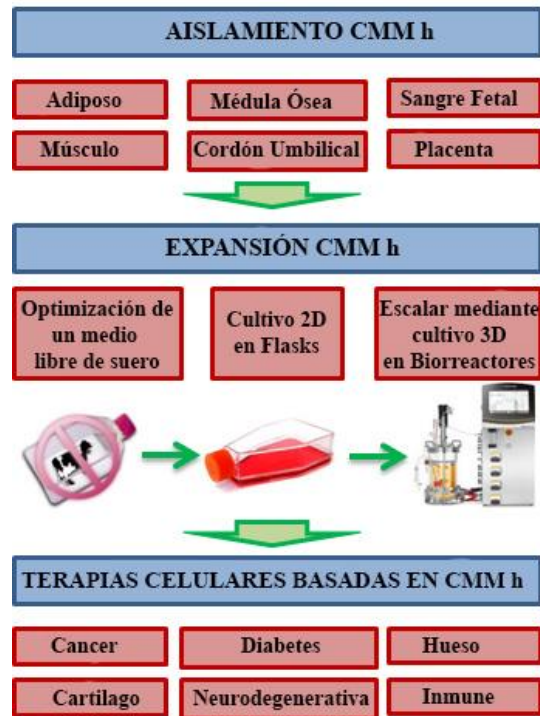 AISLAMIENTO CMM h
Adiposo
Médula Ósea
Sangre Fetal
Músculo
Cordón Umbilical
Placenta
EXPANSIÓN CMM h
Optimización de
un medio
libre de suero
Cultivo 2D
en Flasks
Escalar mediante
cultivo 3D
en Biorreactores
TERAPIAS CELULARES BASADAS EN CMM h
Cancer
Diabetes
Hueso
Cartilago
Neurodegenerativa
Inmune